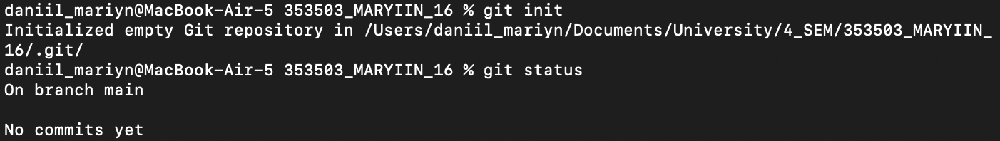 daniil_mariyn@MacBook-Air-5 353503_MARYIIN_16 % git init
Initialized empty Git repository in /Users/daniil_mariyn/Documents/University/4_SEM/353503_MARYIIN_
16/.git/
daniil_mariyn@MacBook-Air-5 353503_MARYIIN_16 % git status
On branch main
No commits yet